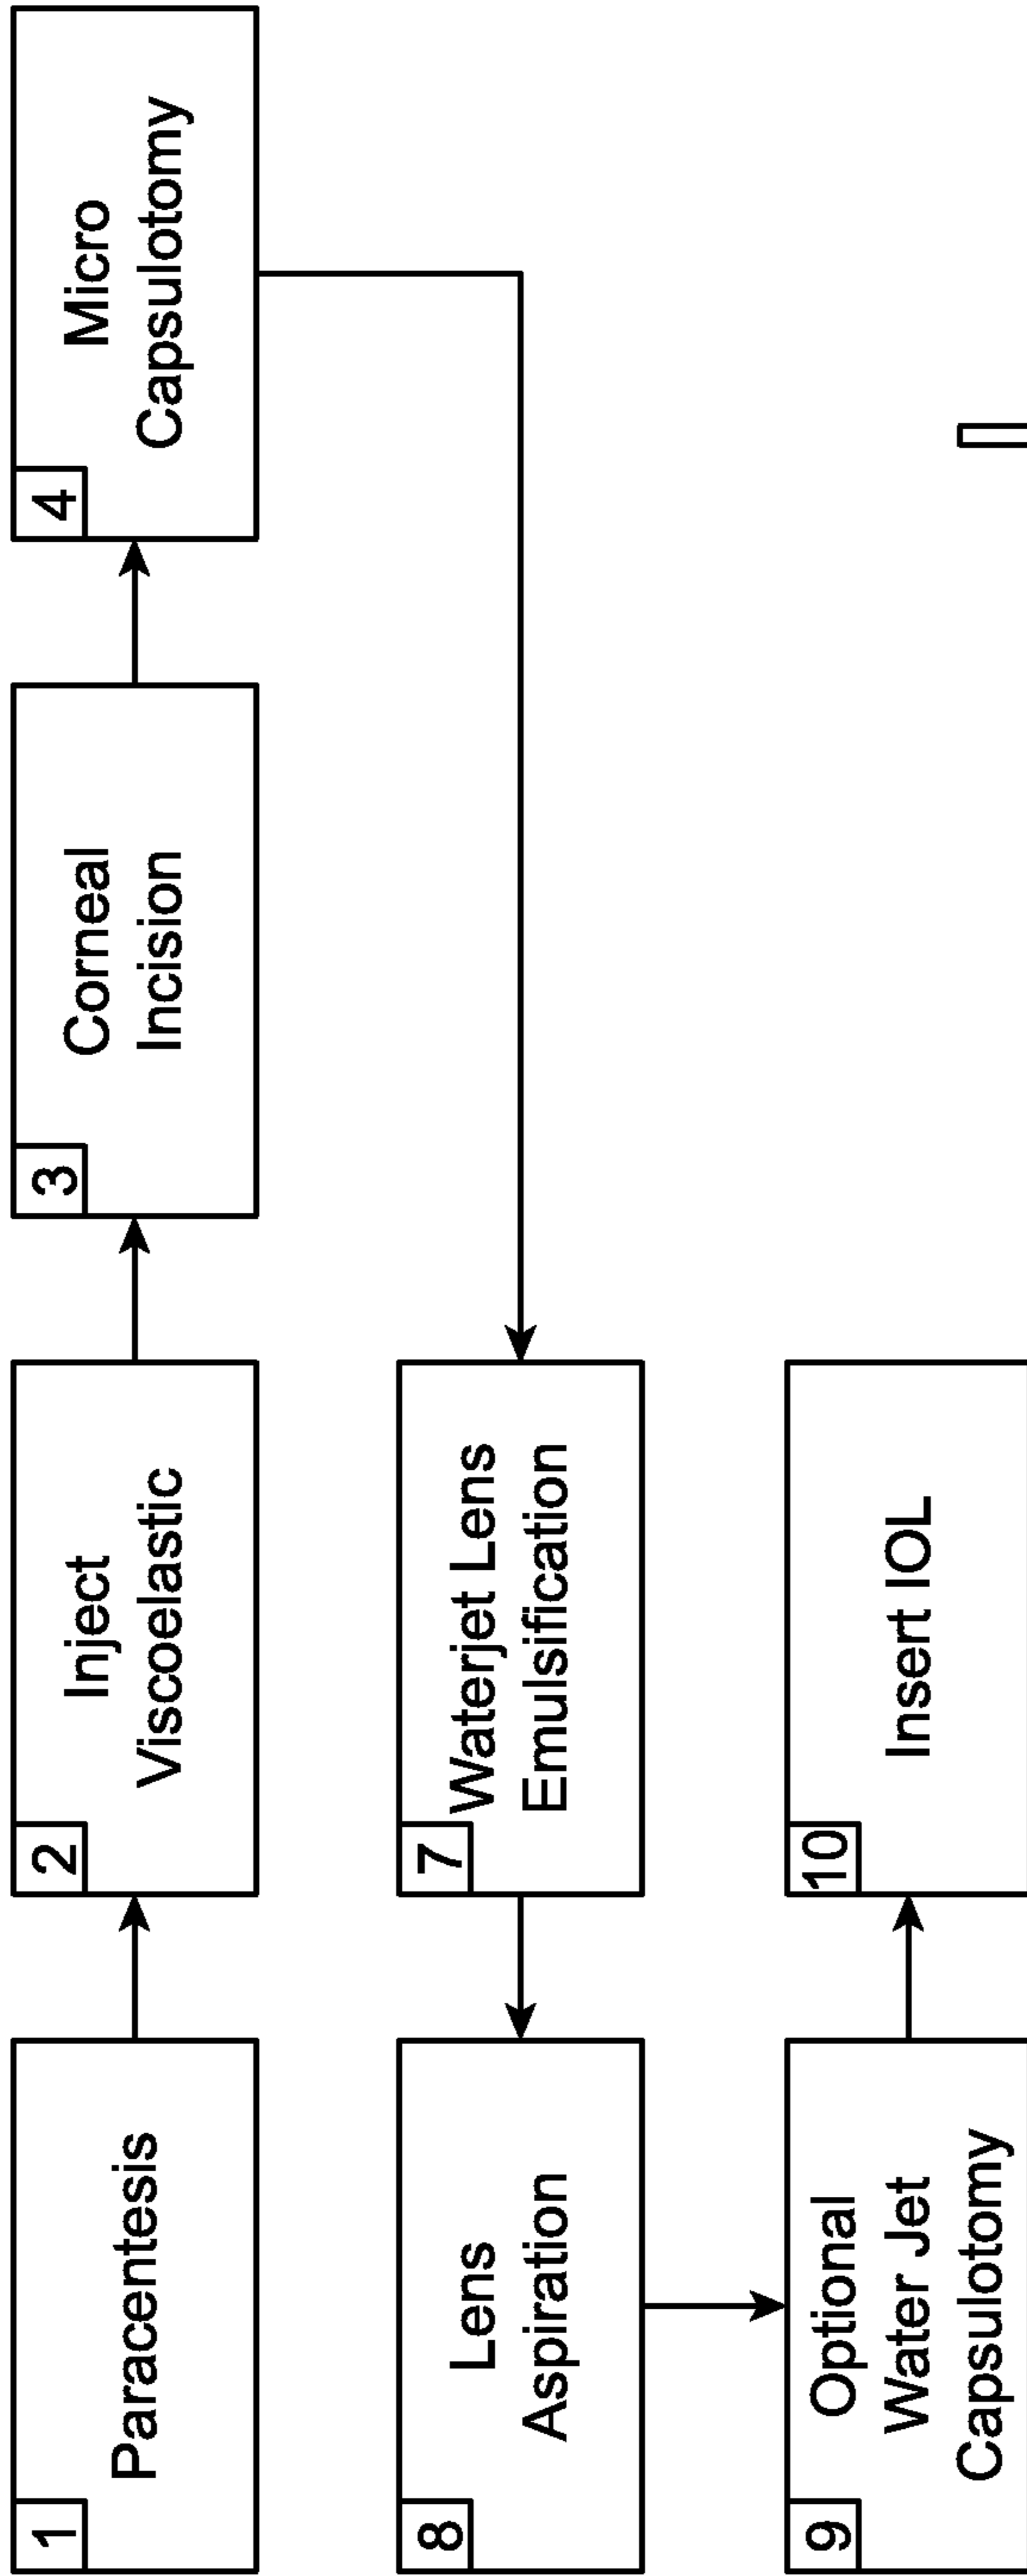 1
Paracentesis
2
Inject
Viscoelastic
3
Corneal
Incision
4
Micro
Capsulotomy
7
Waterjet Lens
Emulsification
8
Lens
Aspiration
9
Optional
Water Jet
Capsulotomy
10
Insert IOL